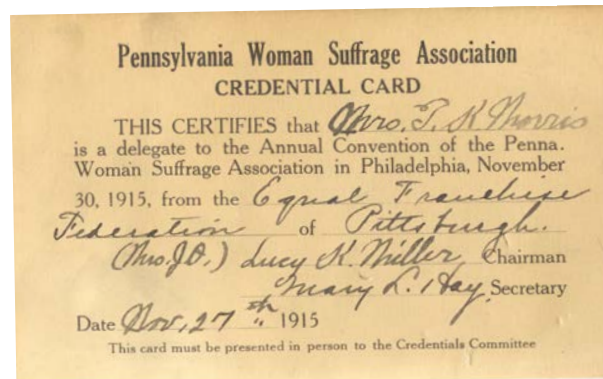 Pennsylvania Woman Suffrage Association
CREDENTIAL CARD
THIS CERTIFIES that Mrs. P. K Morris
is a delegate to the Annual Convention of the Penna.
Woman Suffrage Association in Philadelphia, November
30, 1915, from the Equal Franchise
Federation of Pittsburgh.
(Mrs. J.O.) Lucy K. Miller, Chairman
Mary L. Hay, Secretary
Date Nov. 27th 1915
This card must be presented in person to the Credentials Committee